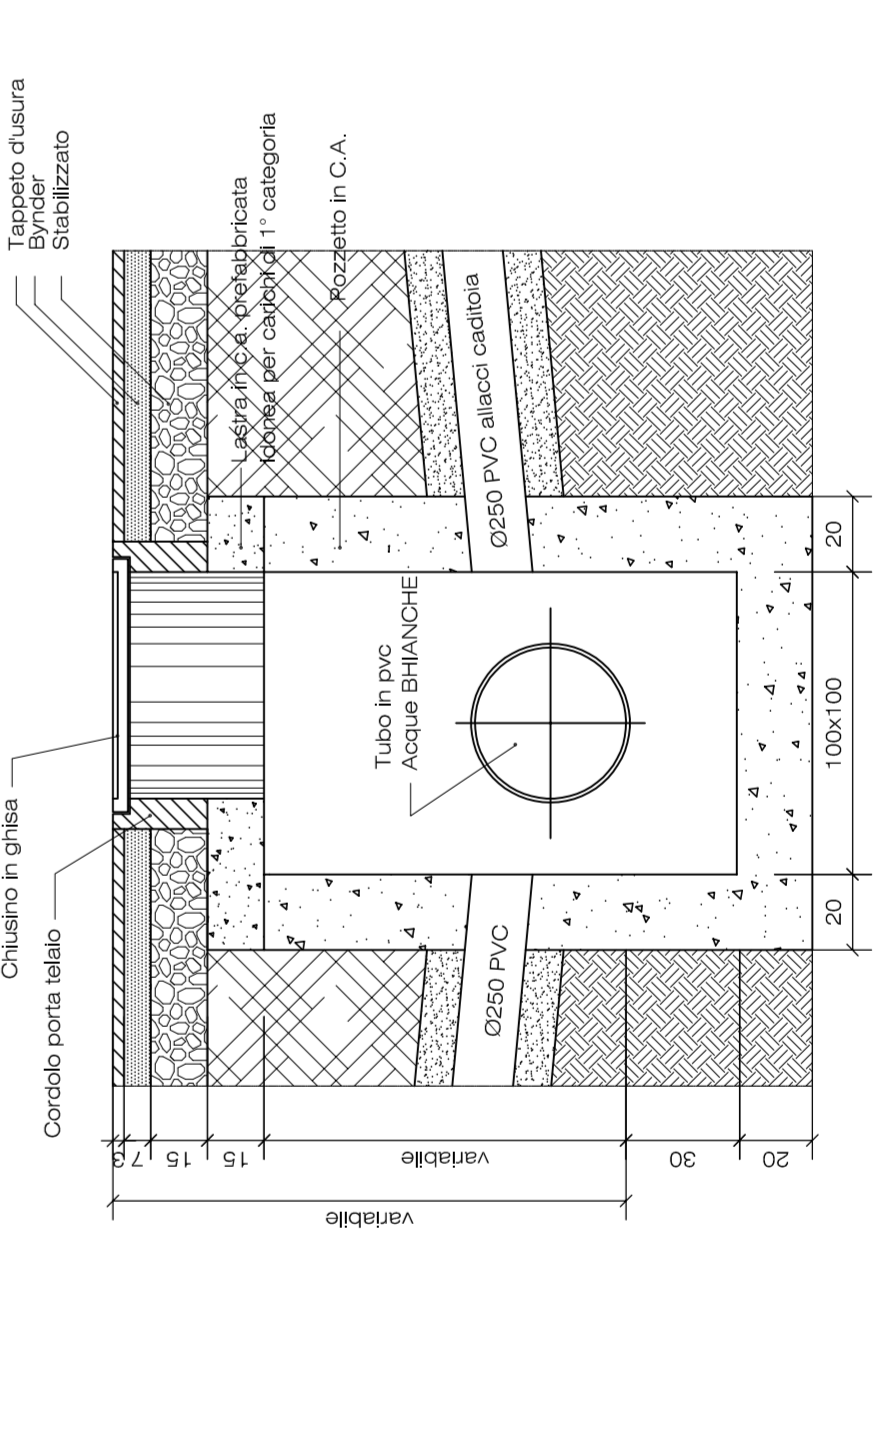 Tappeto d'usura
Bynder
Stabilizzato
Lastra in c.a. prefabbricata
Idonea per carichi di 1° categoria
Pozzetto in C.A.
Chiusino in ghisa
Cordolo porta telaio
Tubo in pvc
Acque BHIANCHE
Ø250 PVC allacci caditoia
Ø250 PVC
3
7
15
15
variabile
30
20
variabile
20
100x100
20